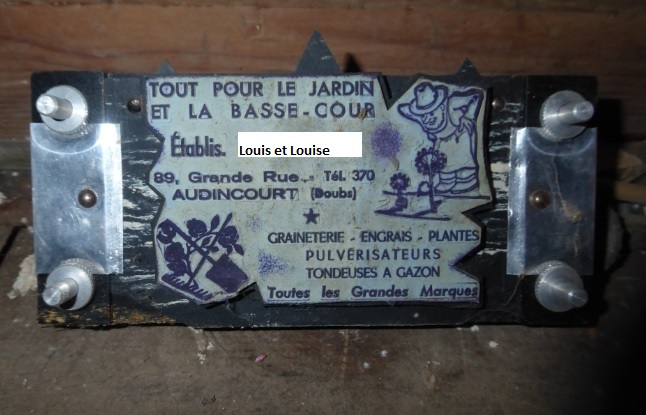 TOUT POUR LE JARDIN
ET LA BASSE-COUR
Établis. Louis et Louise
89, Grande Rue. - Tél. 370
AUDINCOURT (Doubs)
GRAINETERIE - ENGRAIS - PLANTES
PULVÉRISATEURS
TONDEUSES A GAZON
Toutes les Grandes Marques